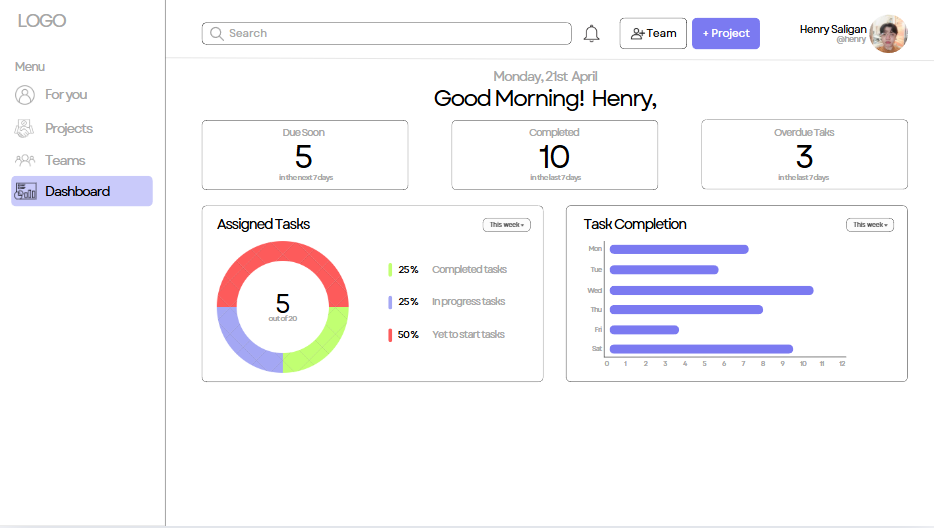 LOGO
Search
Team
+ Project
Henry Saligan
@henry
Menu
For you
Projects
Teams
Dashboard
Monday, 21st April
Good Morning! Henry,
Due Soon
5
in the next 7 days
Completed
10
in the last 7 days
Overdue Taks
3
in the last 7 days
Assigned Tasks
This week
5
out of 20
25% Completed tasks
25% In progress tasks
50% Yet to start tasks
Task Completion
This week
Mon
Tue
Wed
Thu
Fri
Sat
0 1 2 3 4 5 6 7 8 9 10 11 12